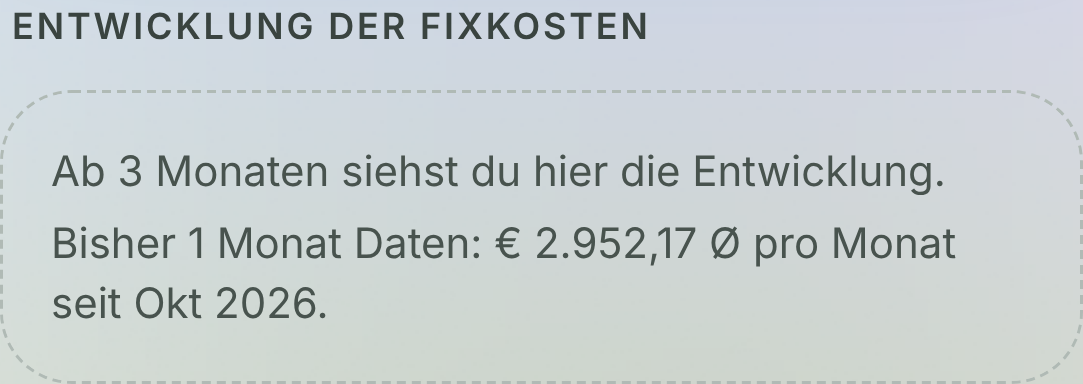 ENTWICKLUNG DER FIXKOSTEN
Ab 3 Monaten siehst du hier die Entwicklung.
Bisher 1 Monat Daten: € 2.952,17 Ø pro Monat
seit Okt 2026.